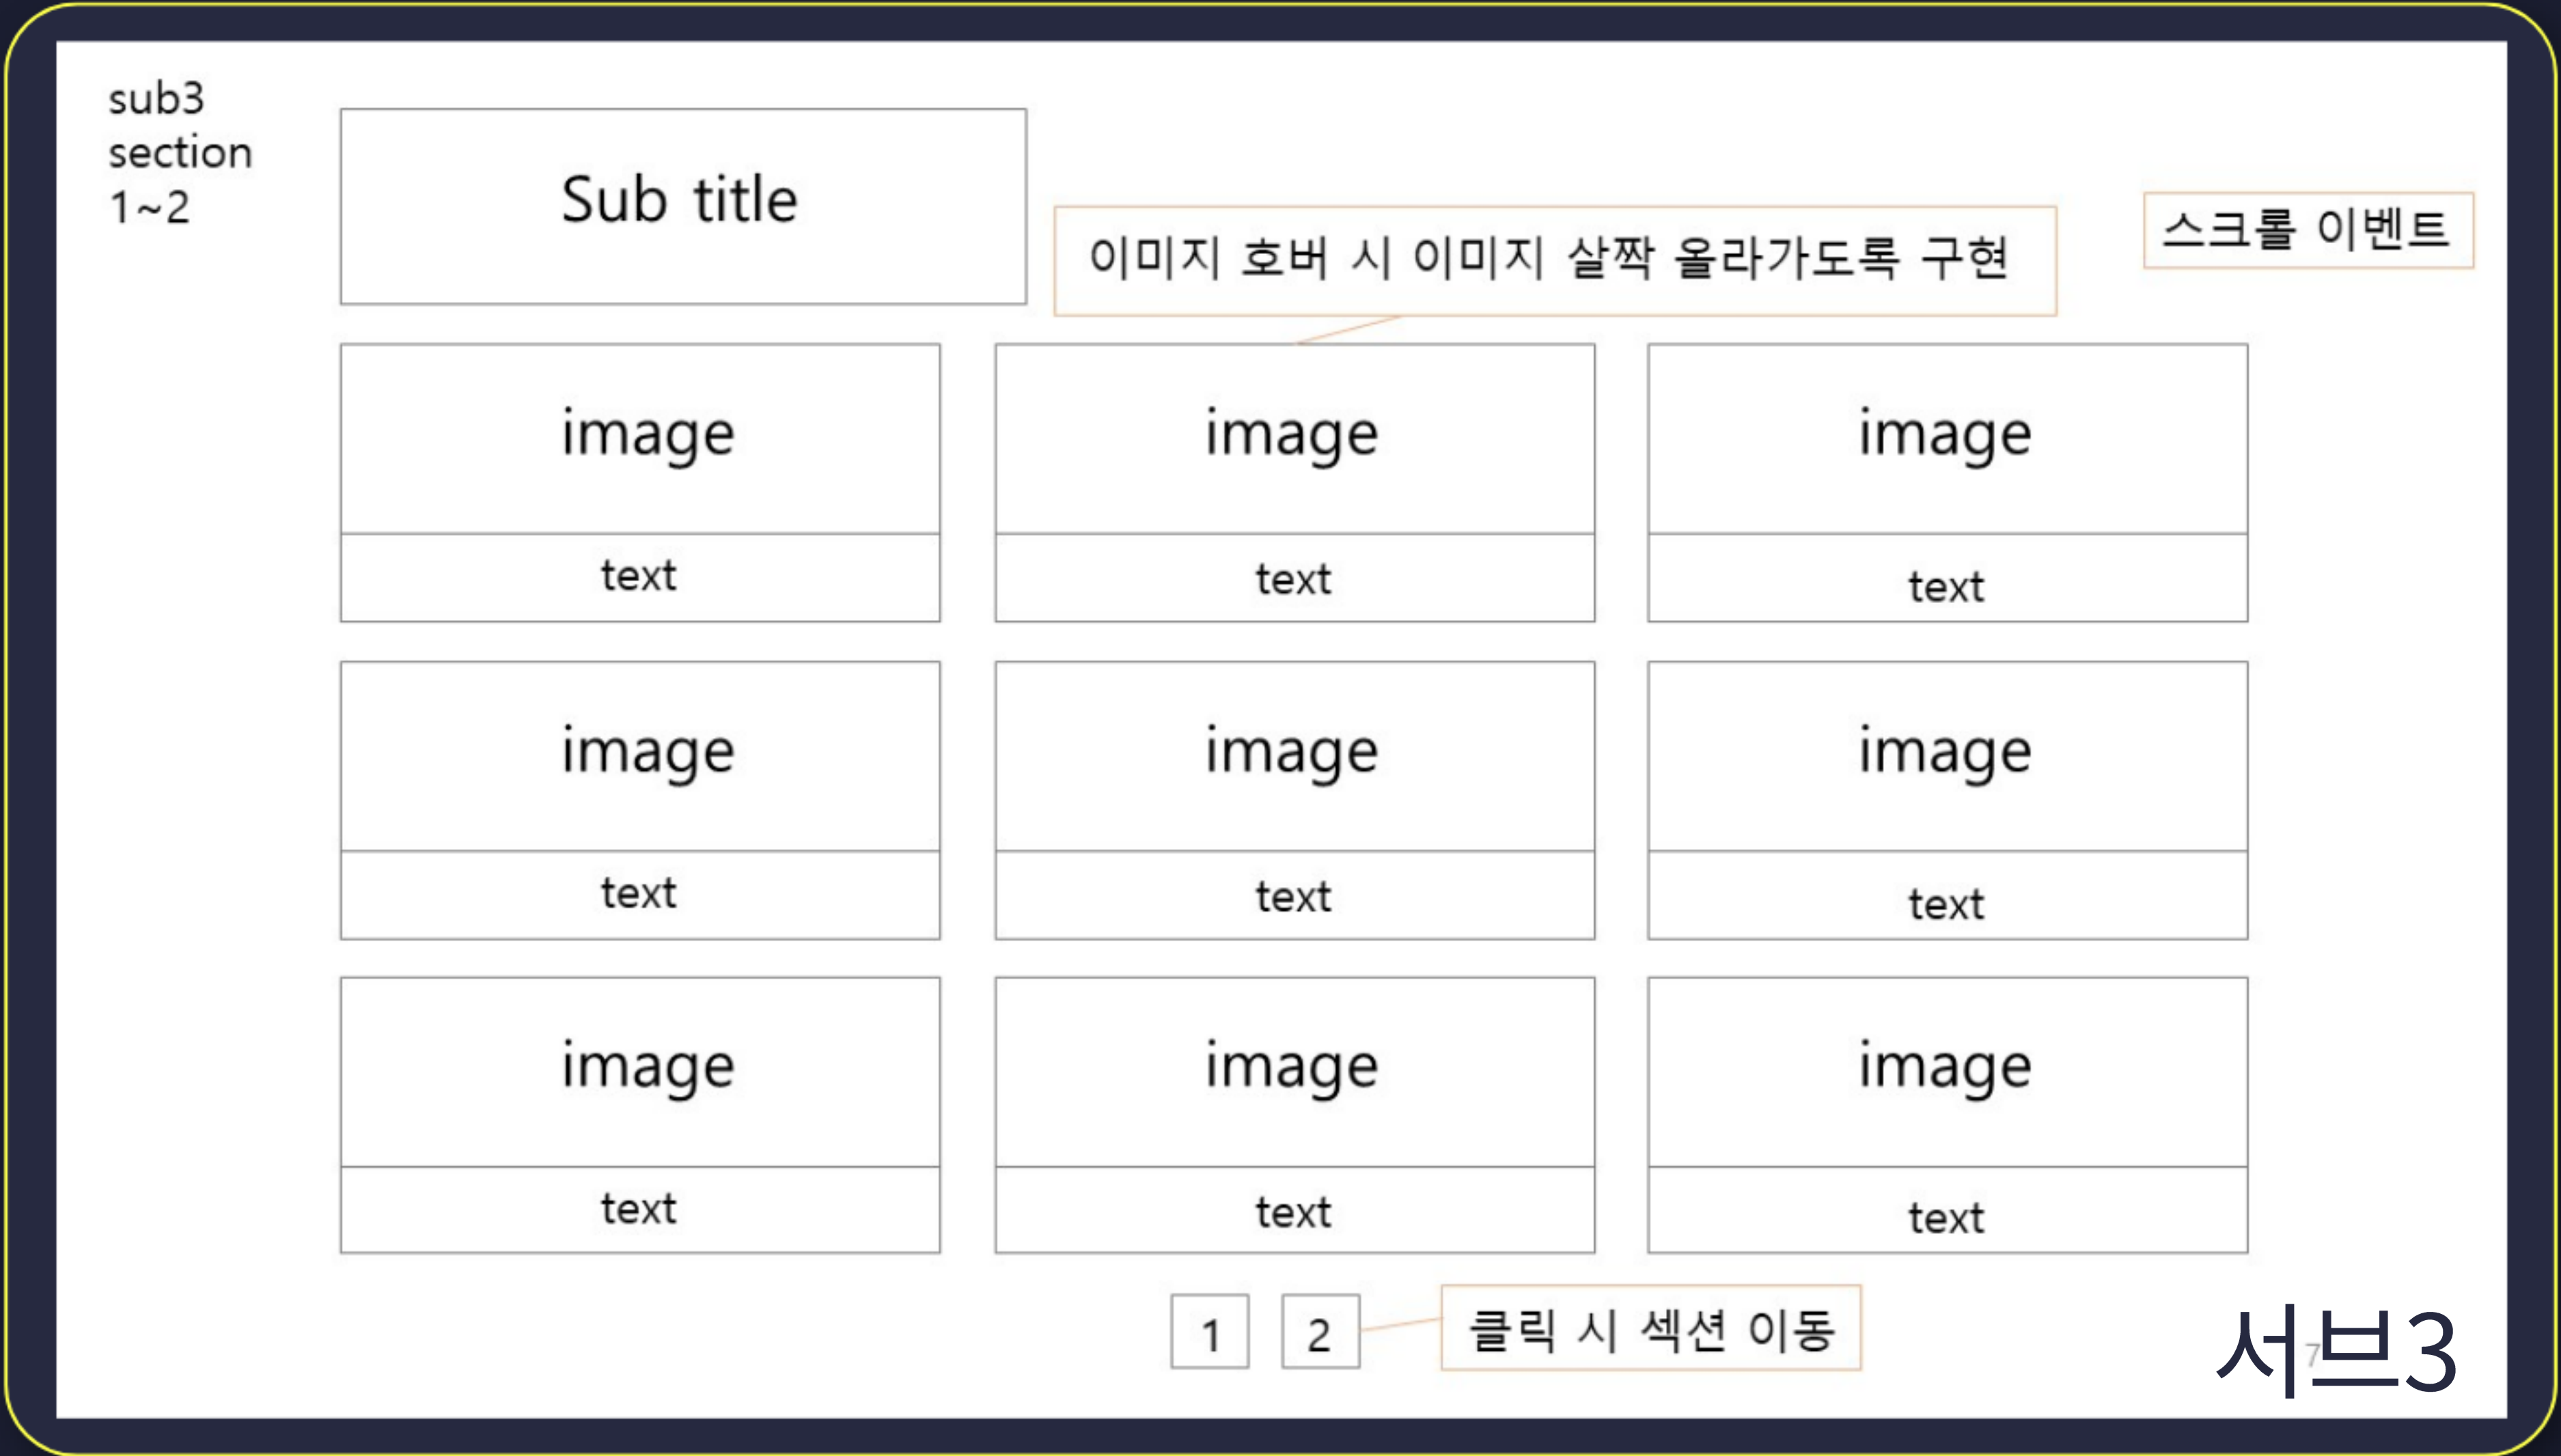 sub3
section
1~2
Sub title
이미지 호버 시 이미지 살짝 올라가도록 구현
스크롤 이벤트
image
image
image
text
text
text
image
image
image
text
text
text
image
image
image
text
text
text
1
2
클릭 시 섹션 이동
7
서브3